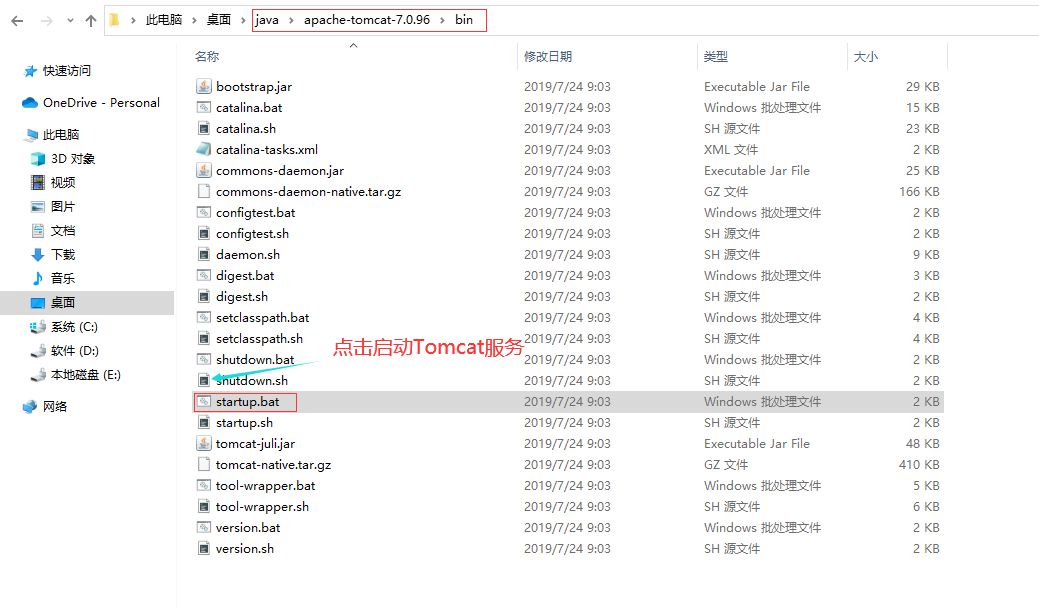 此电脑 桌面 java apache-tomcat-7.0.96 bin
名称 修改日期 类型 大小
快速访问
OneDrive - Personal
此电脑
3D 对象
视频
图片
文档
下载
音乐
桌面
系统 (C:)
软件 (D:)
本地磁盘 (E:)
网络
bootstrap.jar 2019/7/24 9:03 Executable Jar File 29 KB
catalina.bat 2019/7/24 9:03 Windows 批处理文件 15 KB
catalina.sh 2019/7/24 9:03 SH 源文件 23 KB
catalina-tasks.xml 2019/7/24 9:03 XML 文件 2 KB
commons-daemon.jar 2019/7/24 9:03 Executable Jar File 25 KB
commons-daemon-native.tar.gz 2019/7/24 9:03 GZ 文件 166 KB
configtest.bat 2019/7/24 9:03 Windows 批处理文件 2 KB
configtest.sh 2019/7/24 9:03 SH 源文件 2 KB
daemon.sh 2019/7/24 9:03 SH 源文件 9 KB
digest.bat 2019/7/24 9:03 Windows 批处理文件 3 KB
digest.sh 2019/7/24 9:03 SH 源文件 2 KB
setclasspath.bat 2019/7/24 9:03 Windows 批处理文件 4 KB
setclasspath.sh 2019/7/24 9:03 SH 源文件 4 KB
点击启动Tomcat服务
shutdown.bat 2019/7/24 9:03 Windows 批处理文件 2 KB
shutdown.sh 2019/7/24 9:03 SH 源文件 2 KB
startup.bat 2019/7/24 9:03 Windows 批处理文件 2 KB
startup.sh 2019/7/24 9:03 SH 源文件 2 KB
tomcat-juli.jar 2019/7/24 9:03 Executable Jar File 48 KB
tomcat-native.tar.gz 2019/7/24 9:03 GZ 文件 410 KB
tool-wrapper.bat 2019/7/24 9:03 Windows 批处理文件 5 KB
tool-wrapper.sh 2019/7/24 9:03 SH 源文件 6 KB
version.bat 2019/7/24 9:03 Windows 批处理文件 2 KB
version.sh 2019/7/24 9:03 SH 源文件 2 KB